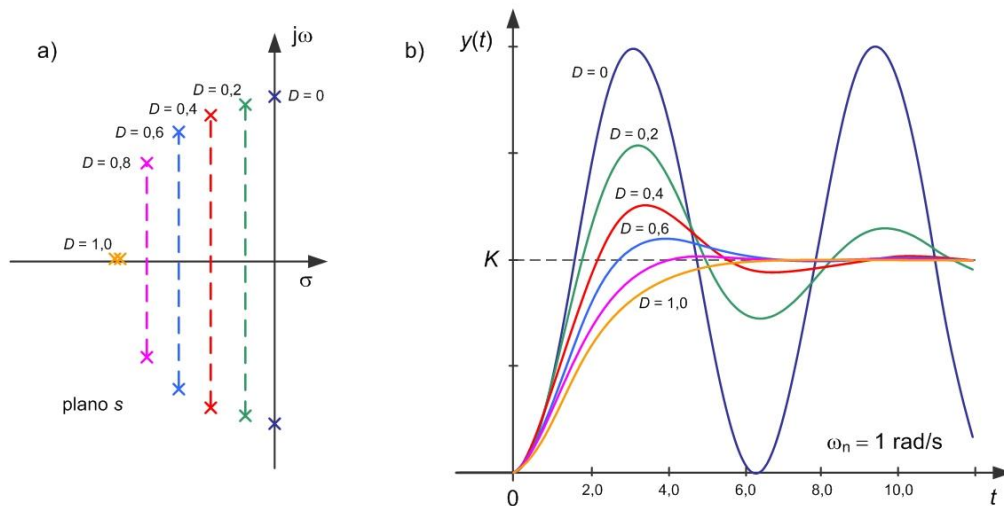 a)
jω
D = 0,2
D = 0
D = 0,4
D = 0,6
D = 0,8
D = 1,0
σ
plano s
b)
y(t)
D = 0
D = 0,2
D = 0,4
D = 0,6
K
D = 1,0
ωn = 1 rad/s
0
2,0
4,0
6,0
8,0
10,0
t